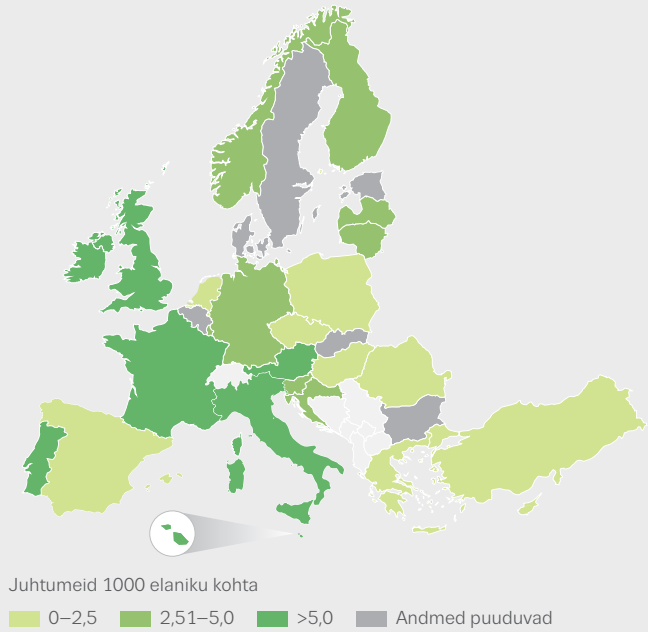 Juhtumeid 1000 elaniku kohta
0–2,5 2,51–5,0 >5,0 Andmed puuduvad